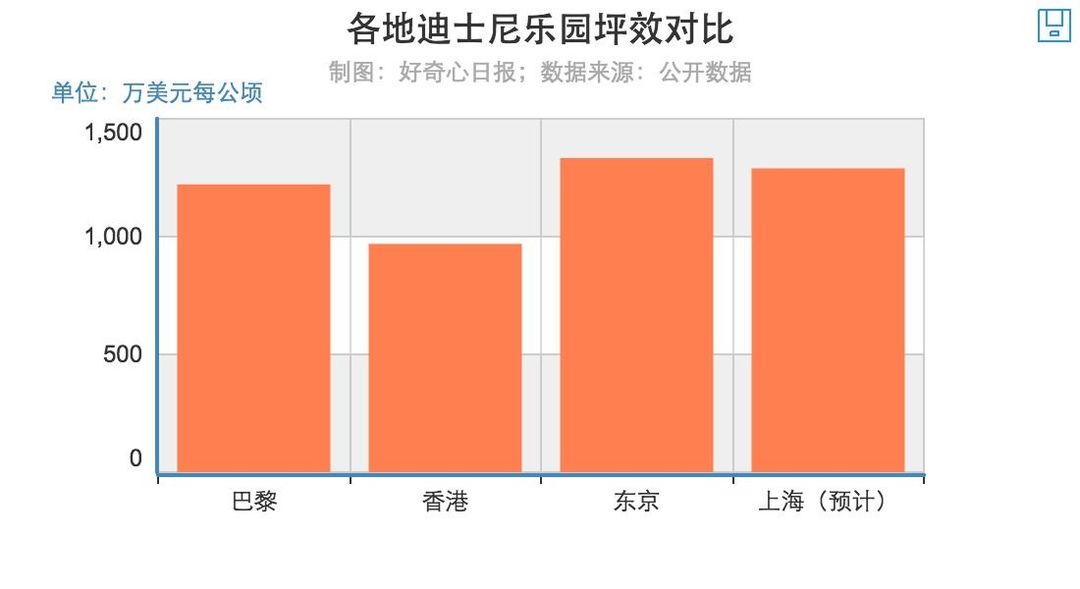 各地迪士尼乐园坪效对比
制图：好奇心日报；数据来源：公开数据
单位：万美元每公顷
1,500
1,000
500
0
巴黎 香港 东京 上海（预计）